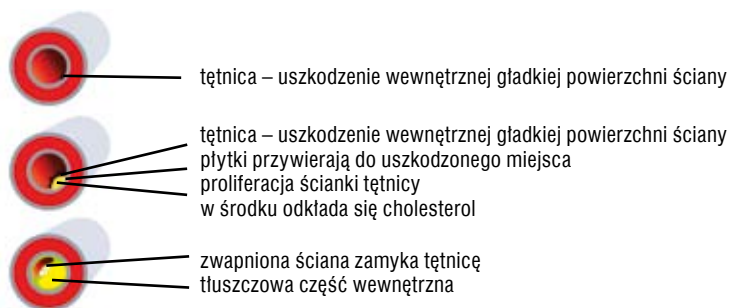 tętnica – uszkodzenie wewnętrznej gładkiej powierzchni ściany
tętnica – uszkodzenie wewnętrznej gładkiej powierzchni ściany
płytki przywierają do uszkodzonego miejsca
proliferacja ścianki tętnicy
w środku odkłada się cholesterol
zwapniona ściana zamyka tętnicę
tłuszczowa część wewnętrzna